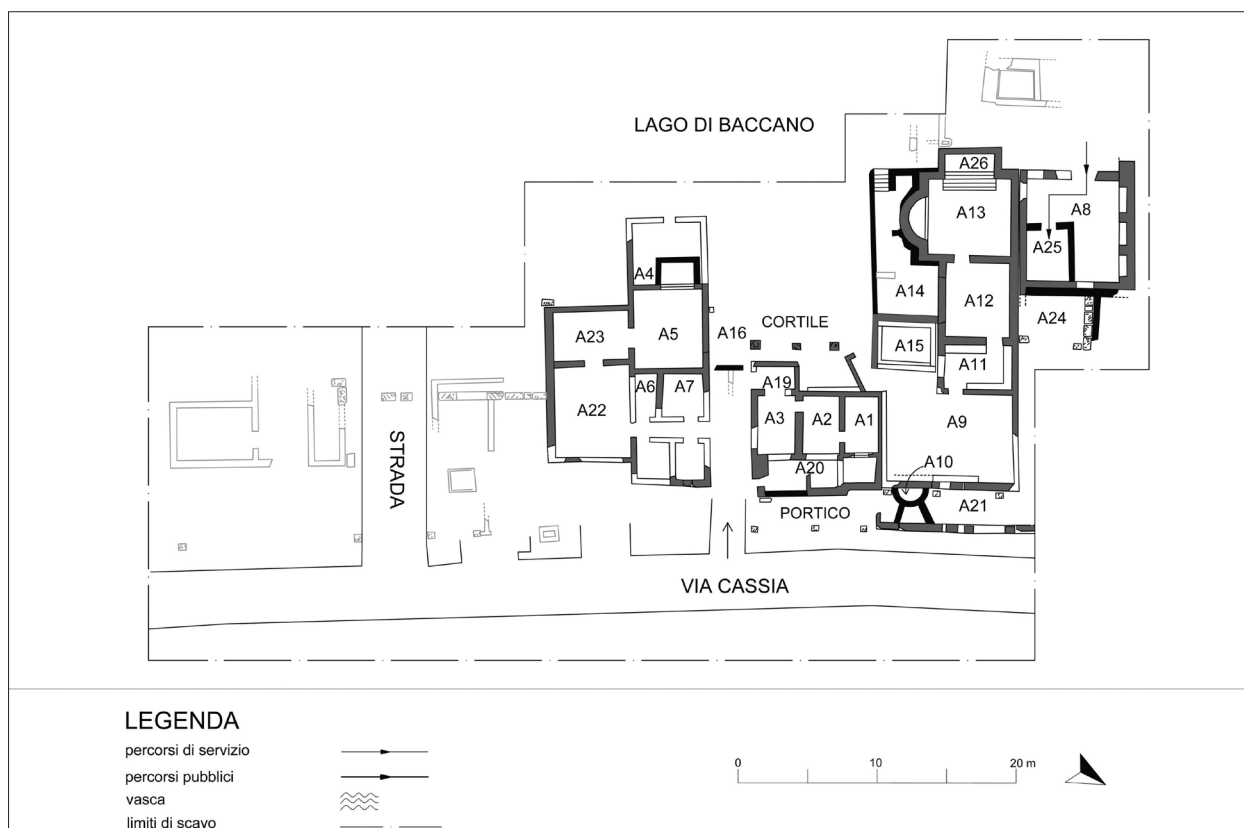 LAGO DI BACCANO
A26
A13
A8
A25
A4
A14
A12
A24
A23
A5
A16
CORTILE
A15
A11
A6
A7
A19
A22
A3
A2
A1
A9
STRADA
A20
A10
PORTICO
A21
VIA CASSIA
LEGENDA
percorsi di servizio
percorsi pubblici
vasca
limiti di scavo
0 10 20 m